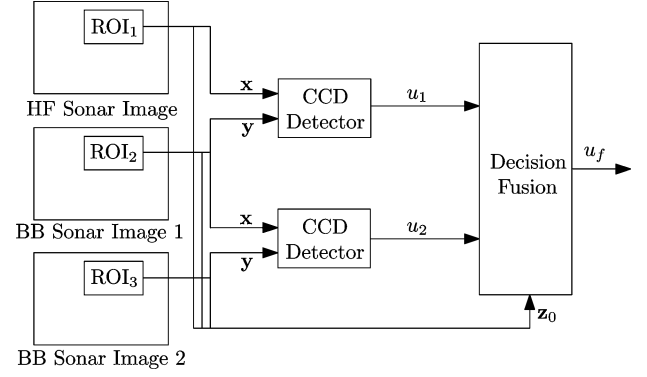 ROI₁
HF Sonar Image
ROI₂
BB Sonar Image 1
ROI₃
BB Sonar Image 2
x
y
CCD
Detector
u₁
x
y
CCD
Detector
u₂
Decision
Fusion
u_f
z₀